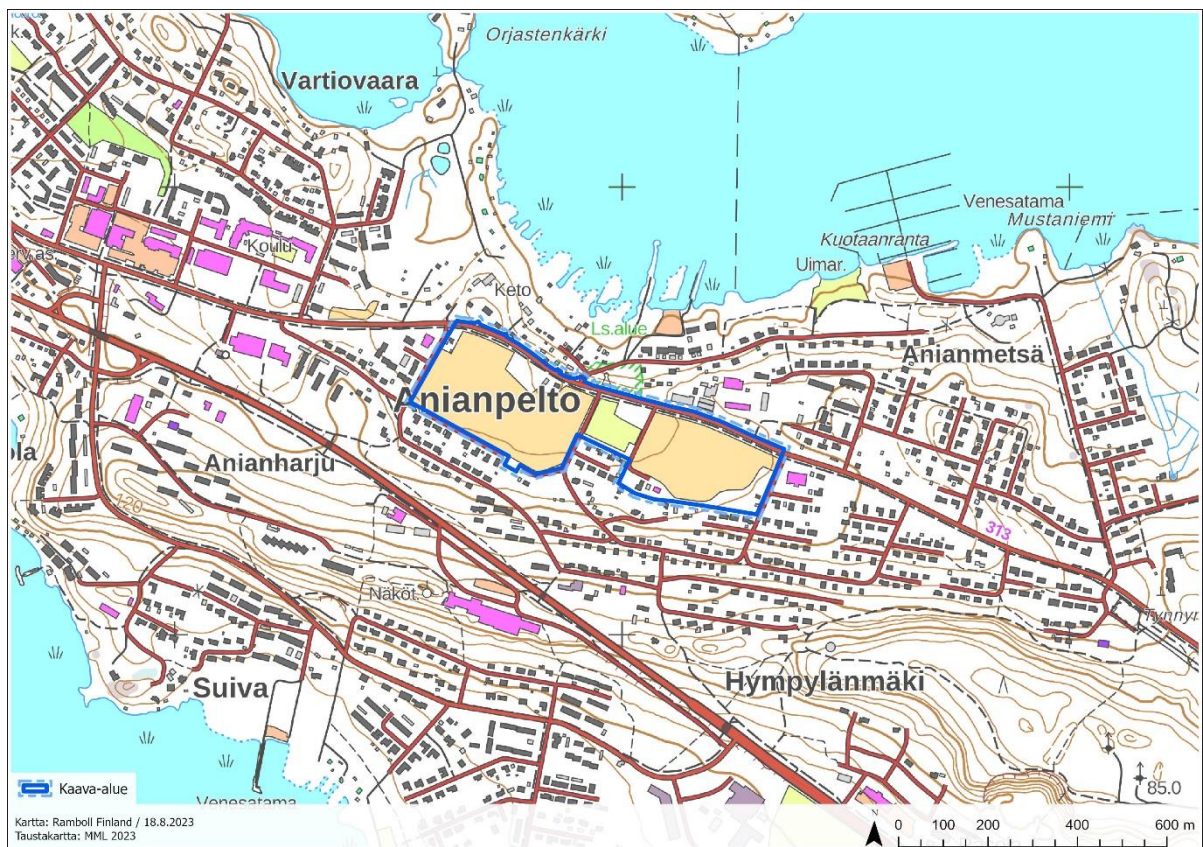 Orjastenkärki
Vartiovaara
Venesatama
Mustaniemi
Kuotaanranta
Koulu
Uimar.
Keto
Ls.alue
Anianmetsä
Anianpelto
Anianharju
120
313
Näköt.
Tynnyr
Suiva
Hympylänmäki
85.0
Kaava-alue
Venesatama
Kartta: Ramboll Finland / 18.8.2023
Taustakartta: MML 2023
N
0 100 200 400 600 m